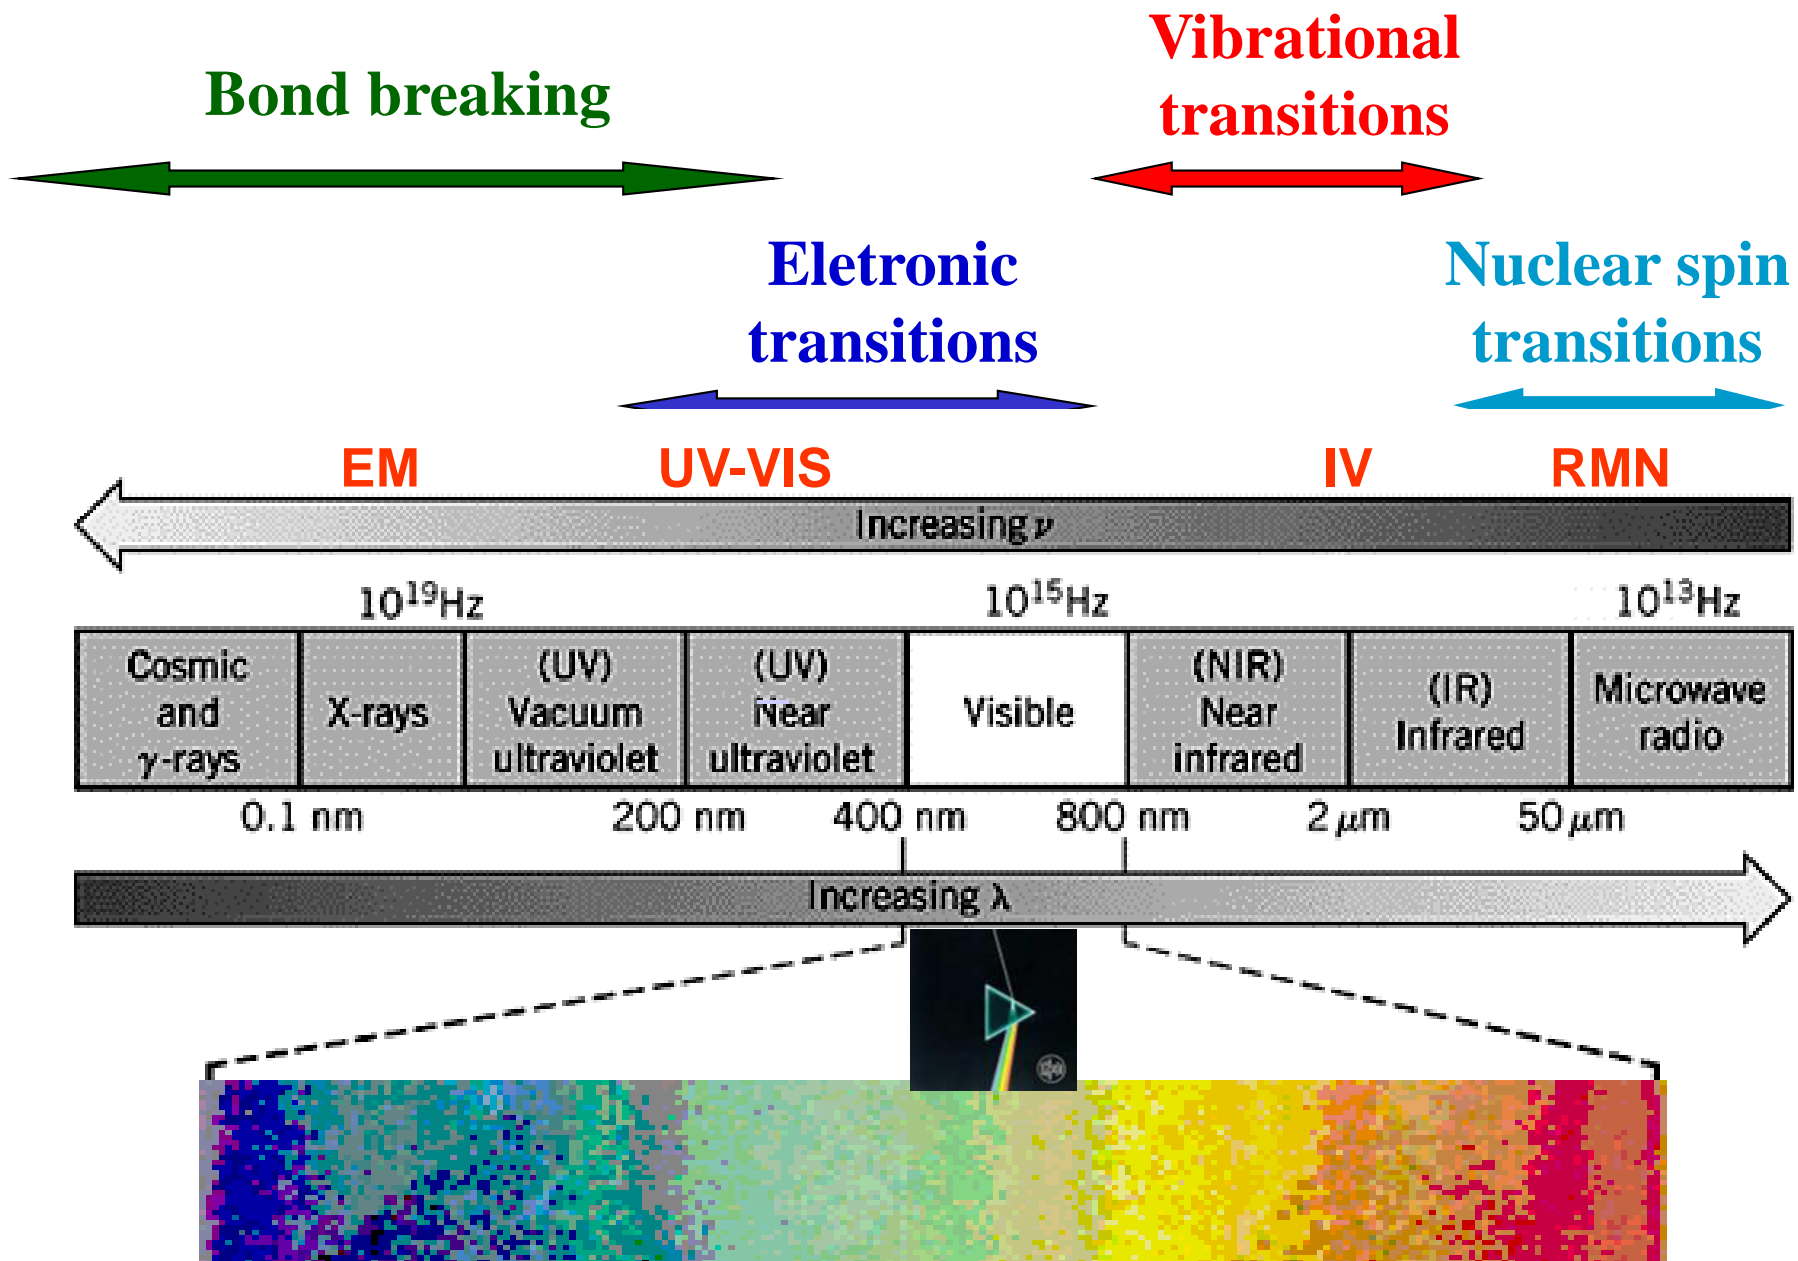 Vibrational
transitions
Bond breaking
Eletronic
transitions
Nuclear spin
transitions
EM UV-VIS IV RMN
Increasing ν
10¹⁹Hz 10¹⁵Hz 10¹³Hz
Cosmic
and
γ-rays
X-rays
(UV)
Vacuum
ultraviolet
(UV)
Near
ultraviolet
Visible
(NIR)
Near
infrared
(IR)
Infrared
Microwave
radio
0.1 nm 200 nm 400 nm 800 nm 2 μm 50 μm
Increasing λ